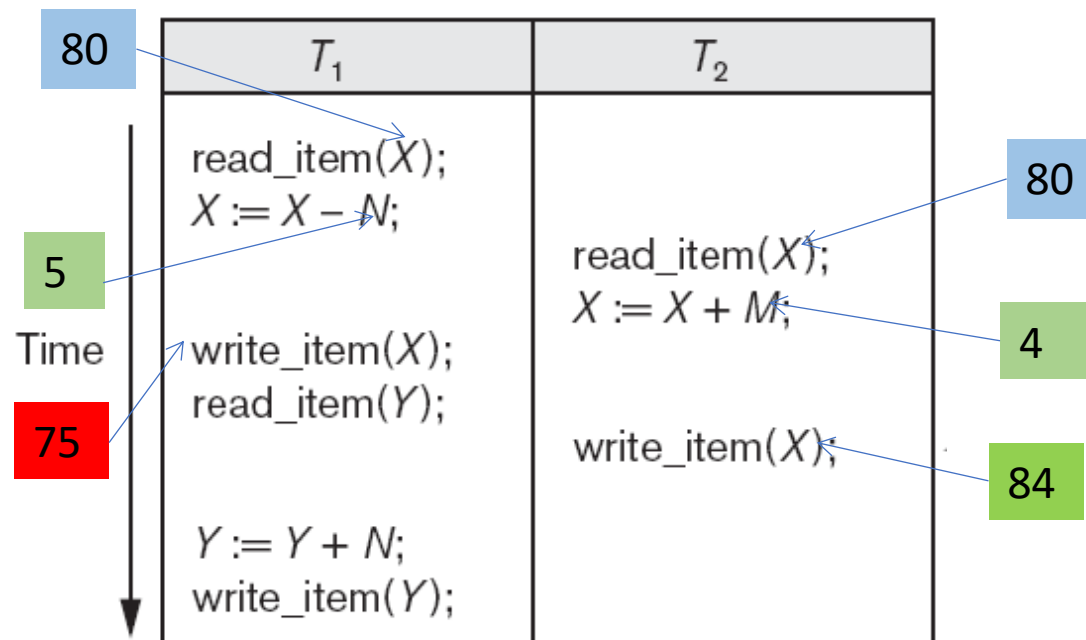 80
T1
T2
read_item(X);
X := X – N;
80
read_item(X);
X := X + M;
5
4
Time
write_item(X);
read_item(Y);
75
write_item(X);
84
Y := Y + N;
write_item(Y);